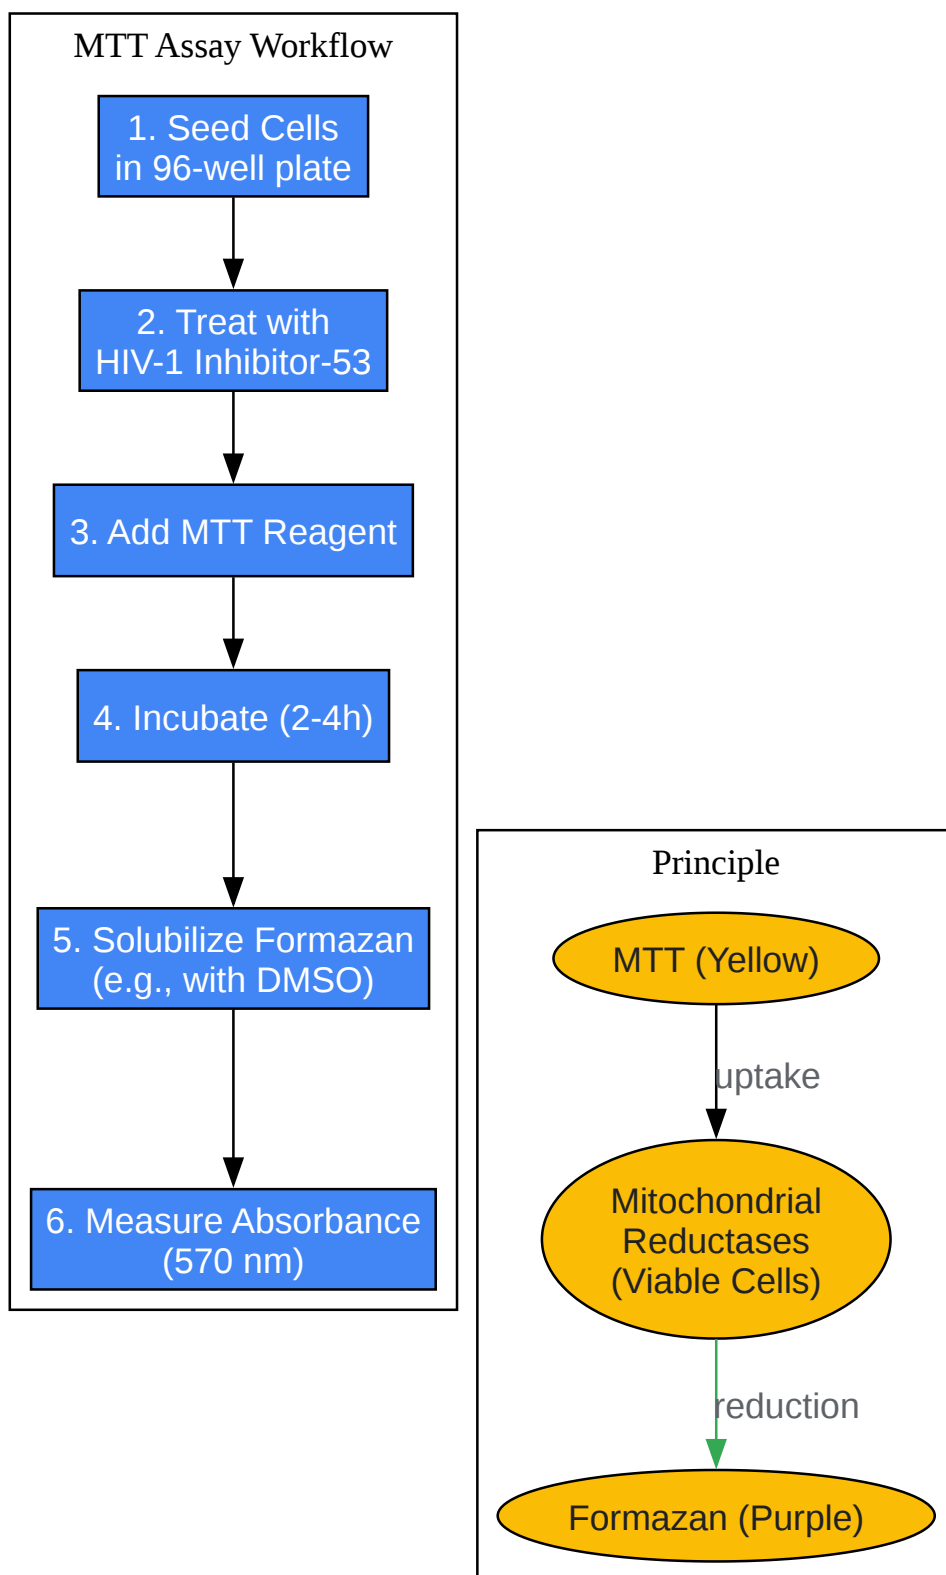 MTT Assay Workflow
1. Seed Cells
in 96-well plate
2. Treat with
HIV-1 Inhibitor-53
3. Add MTT Reagent
4. Incubate (2-4h)
5. Solubilize Formazan
(e.g., with DMSO)
6. Measure Absorbance
(570 nm)
Principle
MTT (Yellow)
uptake
Mitochondrial
Reductases
(Viable Cells)
reduction
Formazan (Purple)